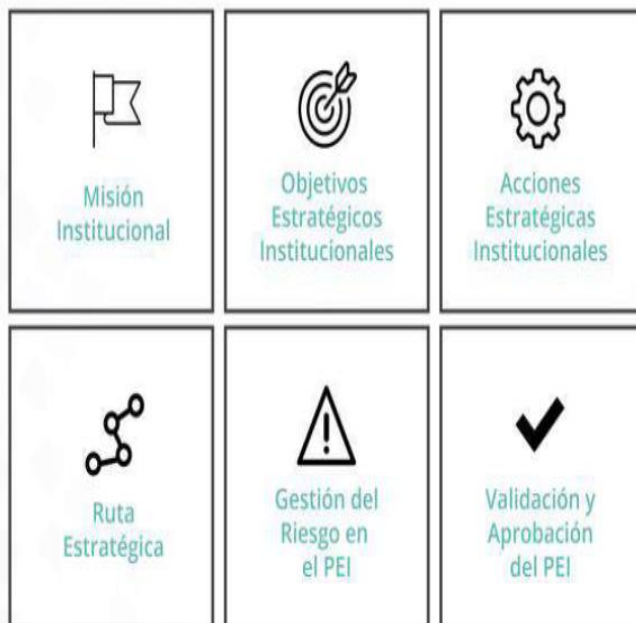 Misión
Institucional
Objetivos
Estratégicos
Institucionales
Acciones
Estratégicas
Institucionales
Ruta
Estratégica
Gestión del
Riesgo en
el PEI
Validación y
Aprobación
del PEI